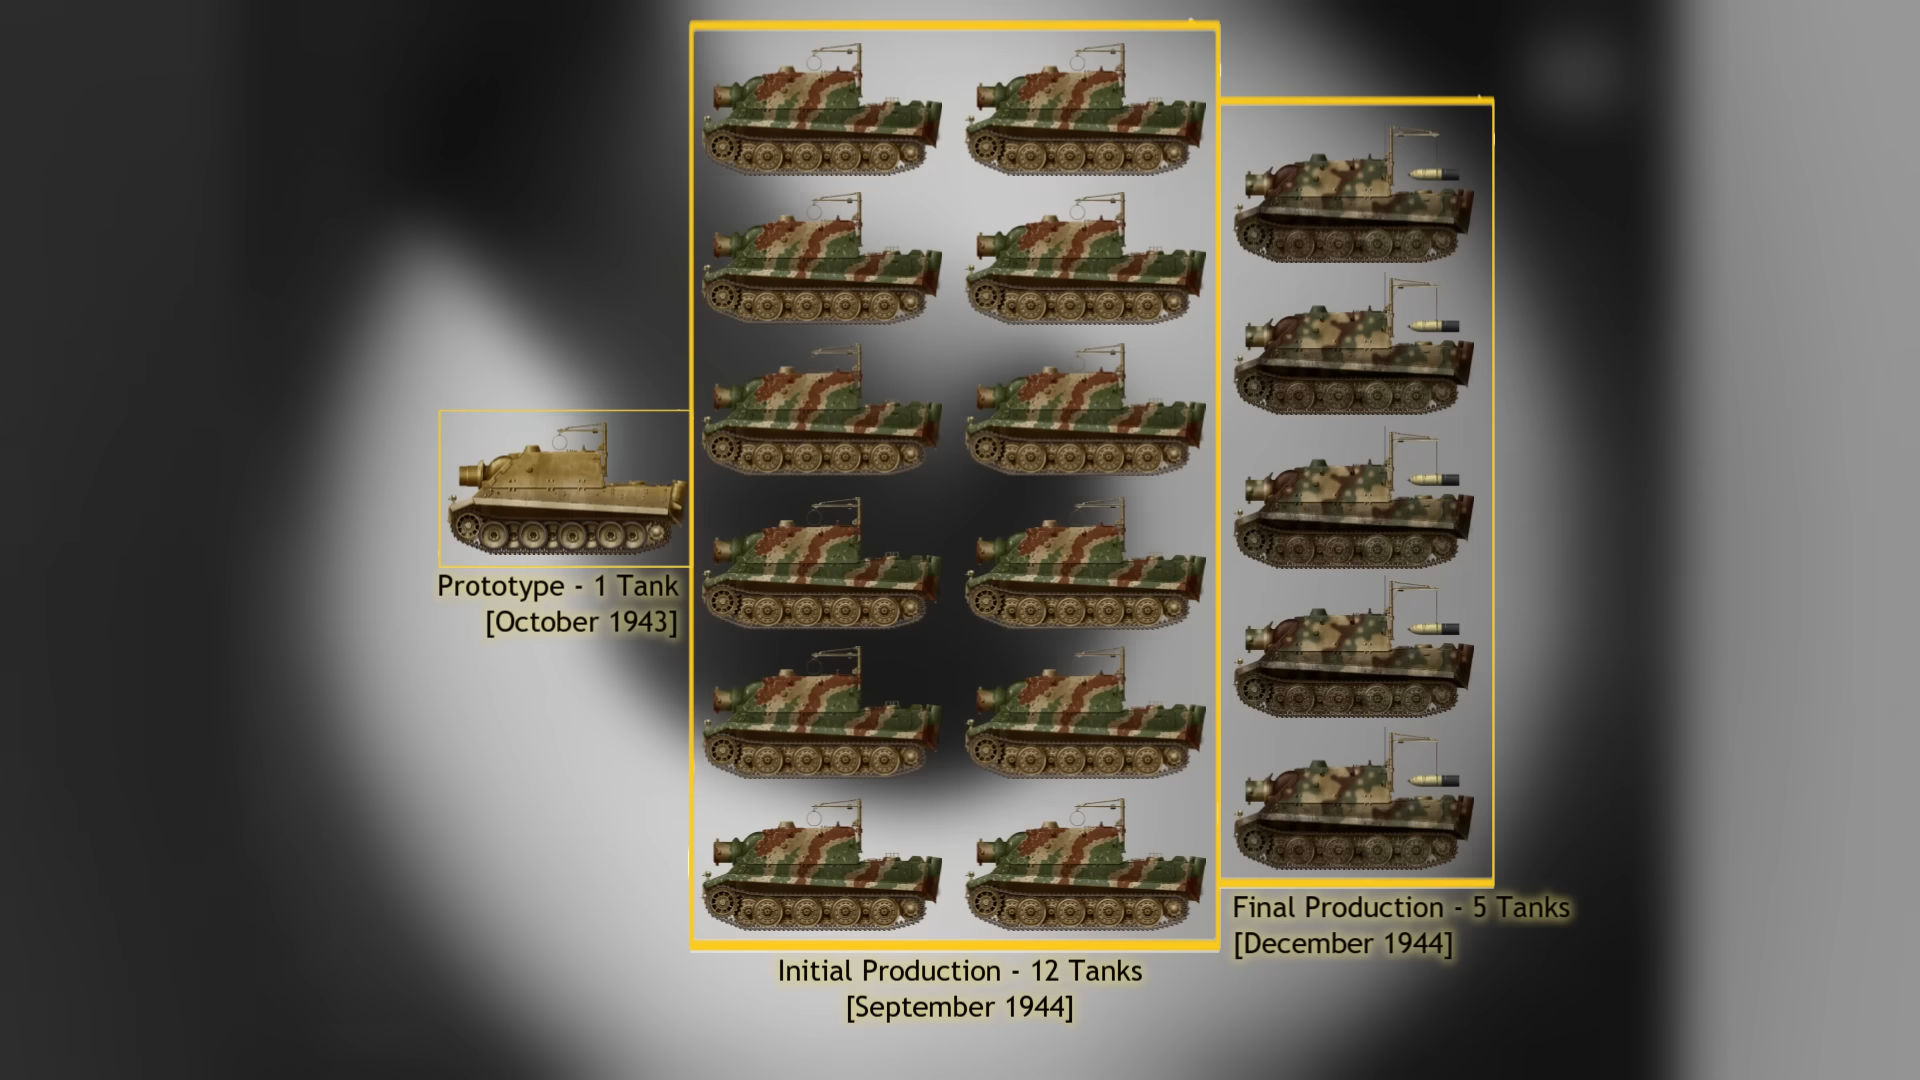 Prototype - 1 Tank
[October 1943]
Initial Production - 12 Tanks
[September 1944]
Final Production - 5 Tanks
[December 1944]